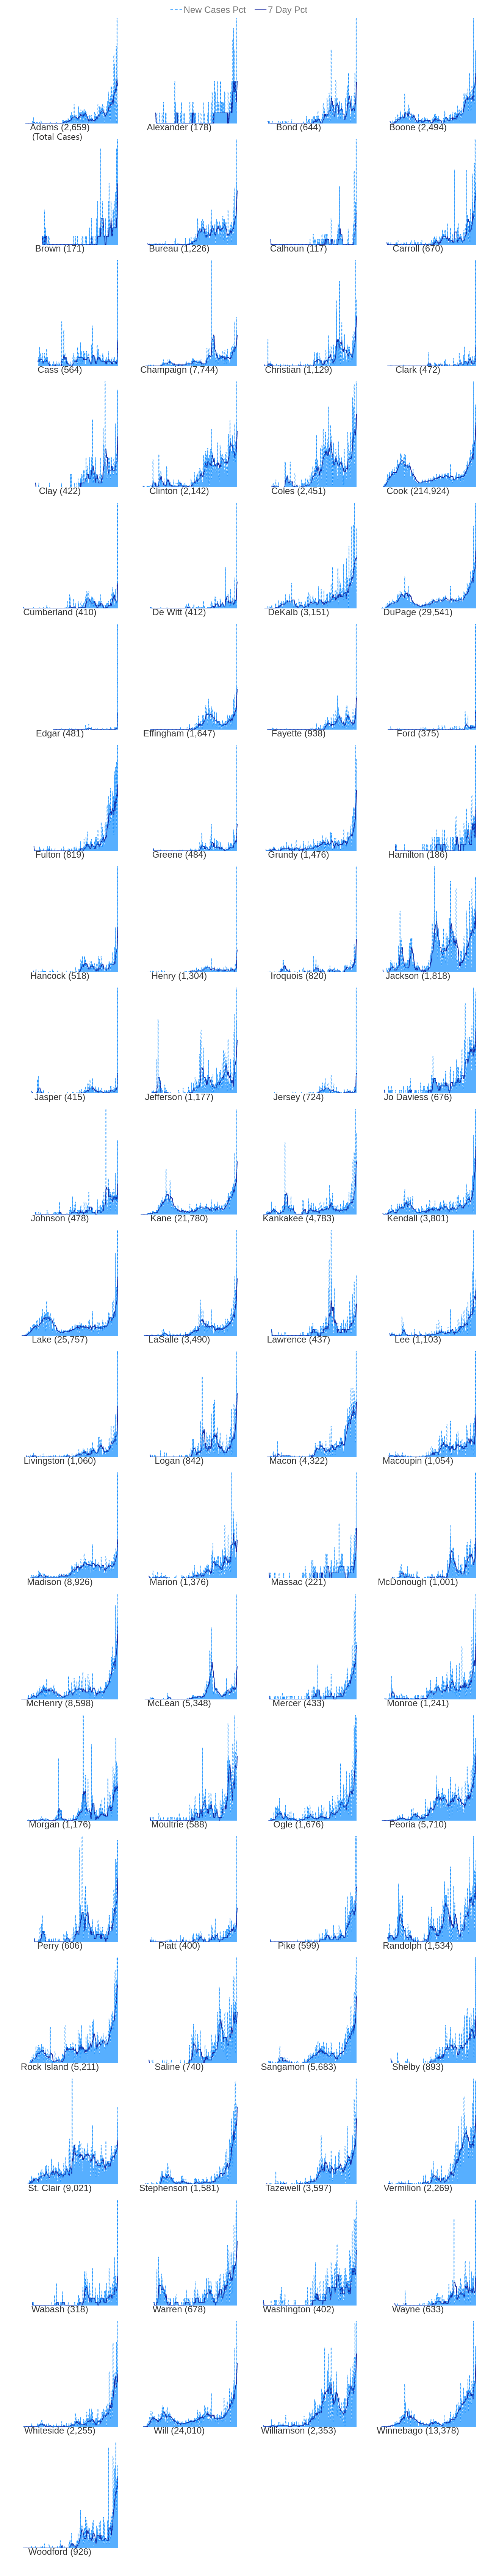 New Cases Pct 7 Day Pct
Adams (2,659) Alexander (178) Bond (644) Boone (2,494)
(Total Cases)
Brown (171) Bureau (1,226) Calhoun (117) Carroll (670)
Cass (564) Champaign (7,744) Christian (1,129) Clark (472)
Clay (422) Clinton (2,142) Coles (2,451) Cook (214,924)
Cumberland (410) De Witt (412) DeKalb (3,151) DuPage (29,541)
Edgar (481) Effingham (1,647) Fayette (938) Ford (375)
Fulton (819) Greene (484) Grundy (1,476) Hamilton (186)
Hancock (518) Henry (1,304) Iroquois (820) Jackson (1,818)
Jasper (415) Jefferson (1,177) Jersey (724) Jo Daviess (676)
Johnson (478) Kane (21,780) Kankakee (4,783) Kendall (3,801)
Lake (25,757) LaSalle (3,490) Lawrence (437) Lee (1,103)
Livingston (1,060) Logan (842) Macon (4,322) Macoupin (1,054)
Madison (8,926) Marion (1,376) Massac (221) McDonough (1,001)
McHenry (8,598) McLean (5,348) Mercer (433) Monroe (1,241)
Morgan (1,176) Moultrie (588) Ogle (1,676) Peoria (5,710)
Perry (606) Piatt (400) Pike (599) Randolph (1,534)
Rock Island (5,211) Saline (740) Sangamon (5,683) Shelby (893)
St. Clair (9,021) Stephenson (1,581) Tazewell (3,597) Vermilion (2,269)
Wabash (318) Warren (678) Washington (402) Wayne (633)
Whiteside (2,255) Will (24,010) Williamson (2,353) Winnebago (13,378)
Woodford (926)